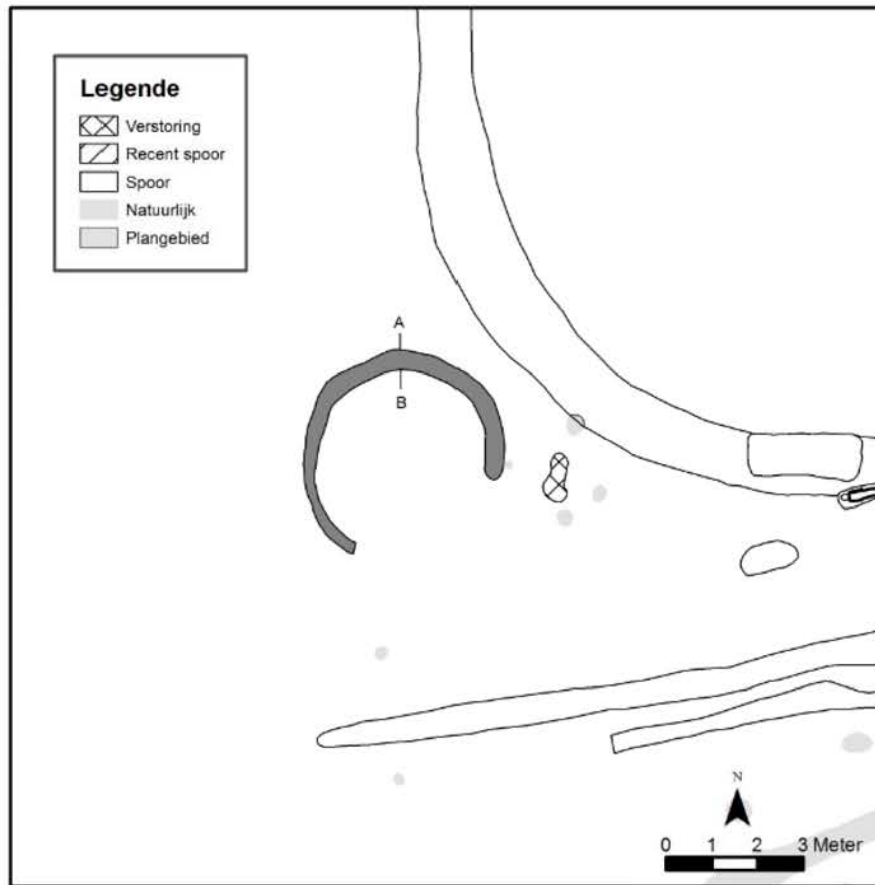 Legende
Verstoring
Recent spoor
Spoor
Natuurlijk
Plangebied
A
B
N
0 1 2 3 Meter